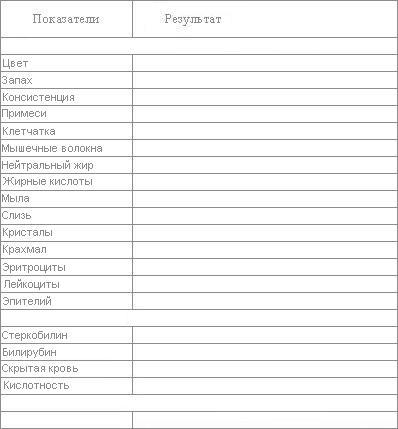 Показатели Результат
Цвет
Запах
Консистенция
Примеси
Клетчатка
Мышечные волокна
Нейтральный жир
Жирные кислоты
Мыла
Слизь
Кристалы
Крахмал
Эритроциты
Лейкоциты
Эпителий
Стеркобилин
Билирубин
Скрытая кровь
Кислотность